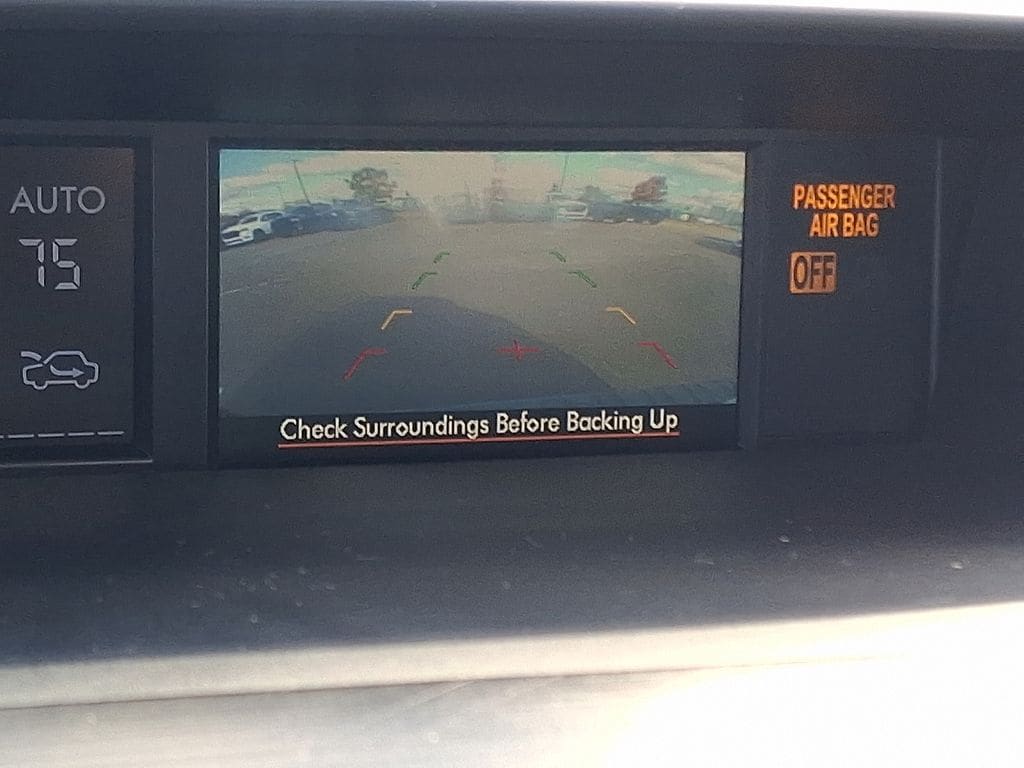 AUTO
75
Check Surroundings Before Backing Up
PASSENGER
AIR BAG
OFF